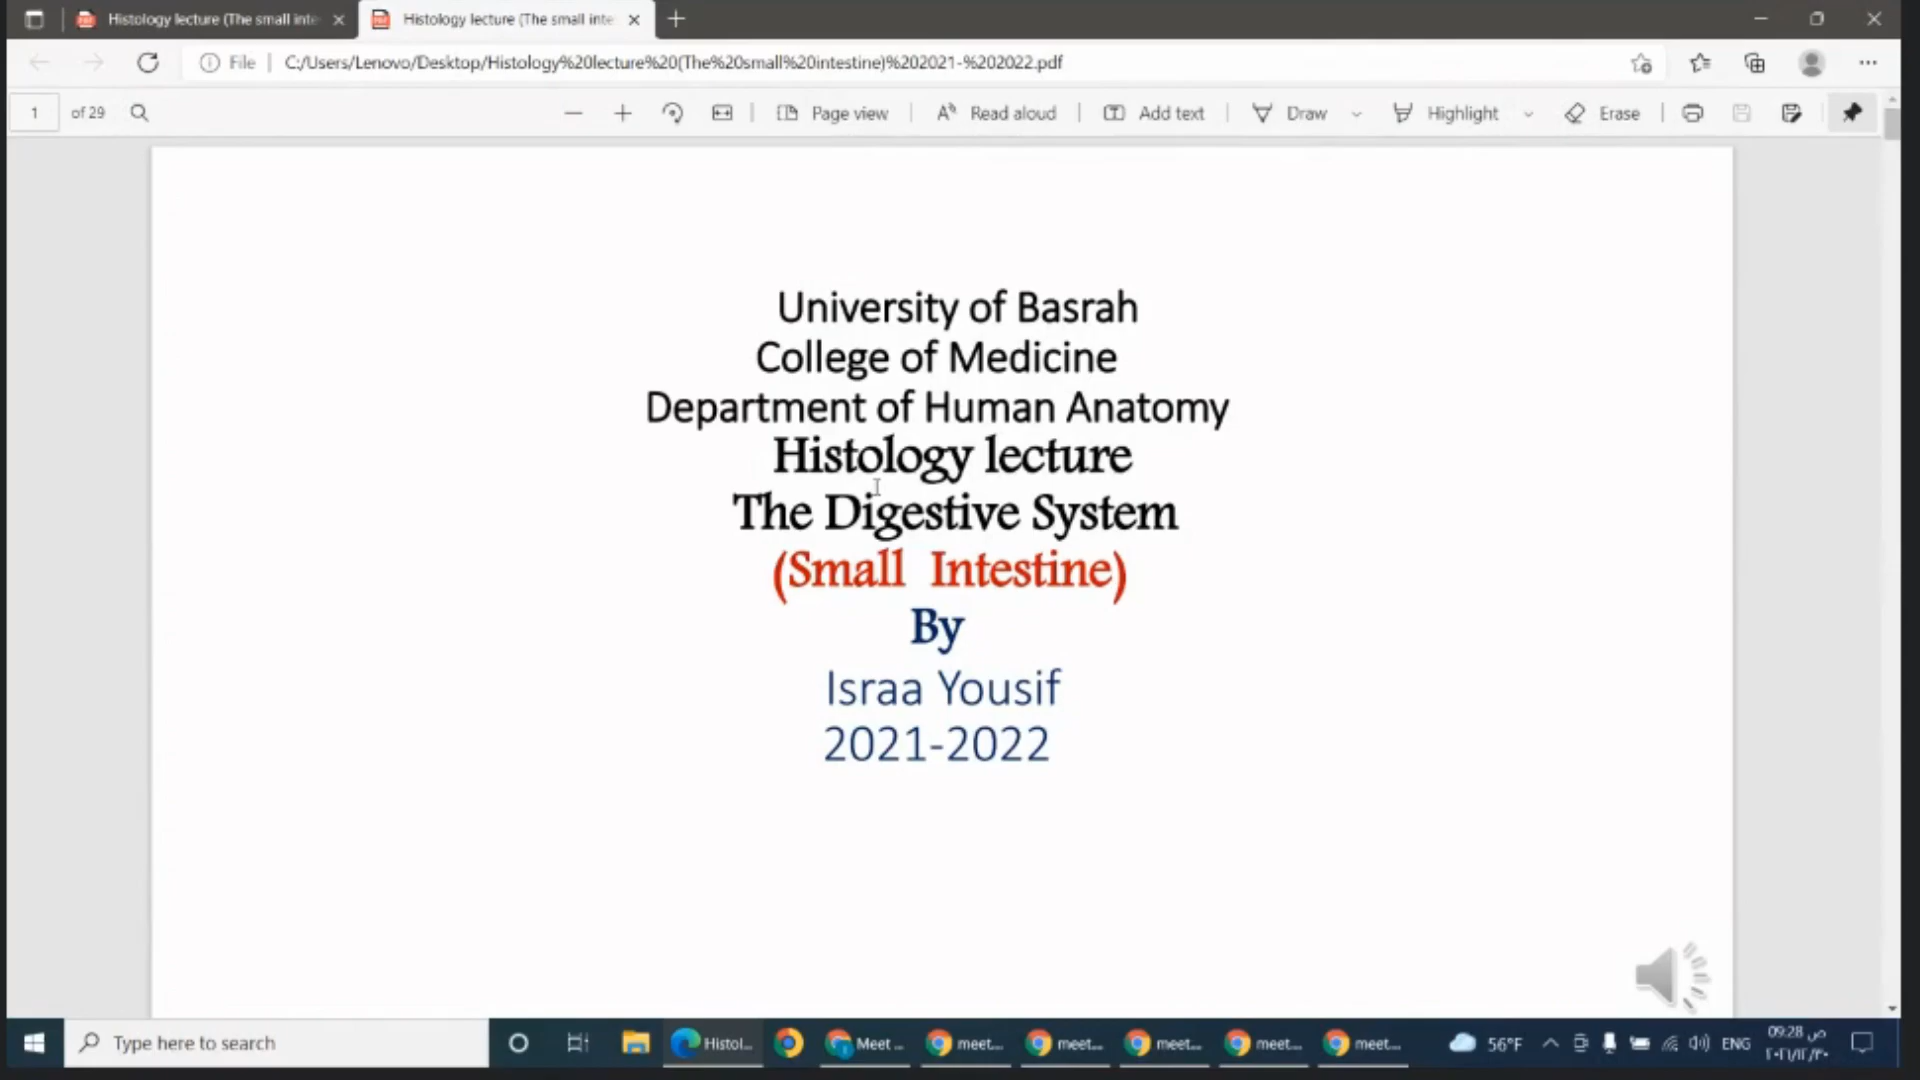 Histology lecture (The small inte
Histology lecture (The small inte
File
C:/Users/Lenovo/Desktop/Histology%20lecture%20(The%20small%20intestine)%202021-%202022.pdf
1 of 29
Page view
Read aloud
Add text
Draw
Highlight
Erase
University of Basrah
College of Medicine
Department of Human Anatomy
Histology lecture
The Digestive System
(Small Intestine)
By
Israa Yousif
2021-2022
Type here to search
Histol...
Meet ...
meet...
meet...
meet...
meet...
meet...
56°F
ENG
09:28 ص
٢٠٢١/١٢/٣٠